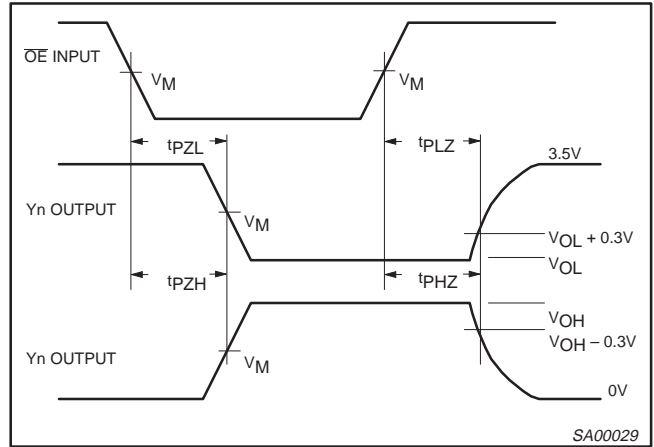 OE INPUT
VM
VM
tPZL
tPLZ
3.5V
Yn OUTPUT
VM
VOL + 0.3V
VOL
tPZH
tPHZ
VOH
VOH – 0.3V
Yn OUTPUT
VM
0V
SA00029